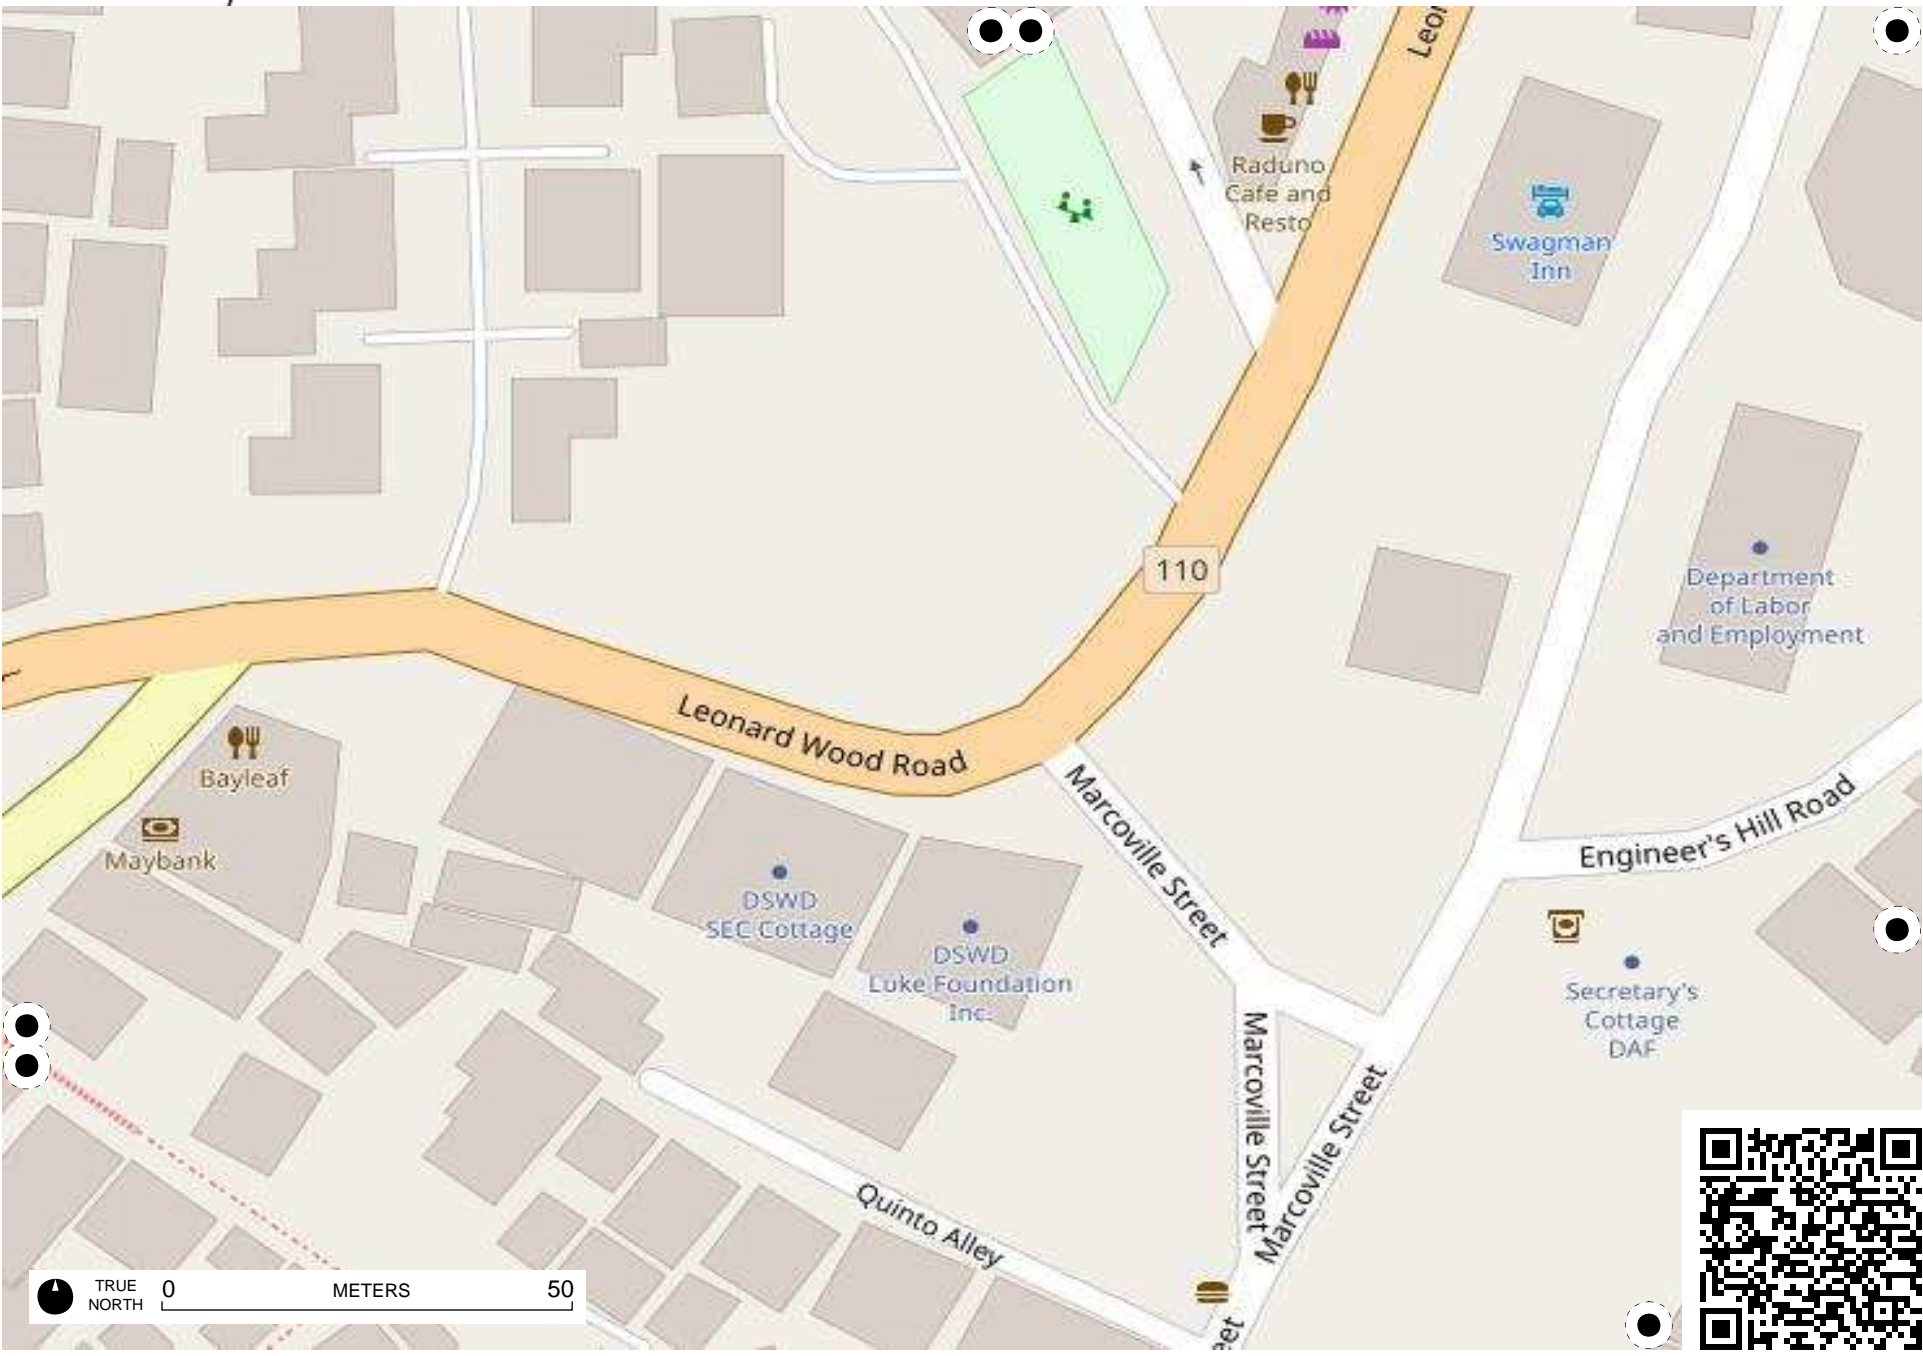 Leon
Raduno
Cafe and
Resto
Swagman
Inn
110
Department
of Labor
and Employment
Leonard Wood Road
Bayleaf
Maybank
Marcoville Street
Engineer's Hill Road
DSWD
SEC Cottage
DSWD
Luke Foundation
Inc.
Secretary's
Cottage
DAF
Marcoville Street
Marcoville Street
Quinto Alley
TRUE
NORTH
0
METERS
50
eet